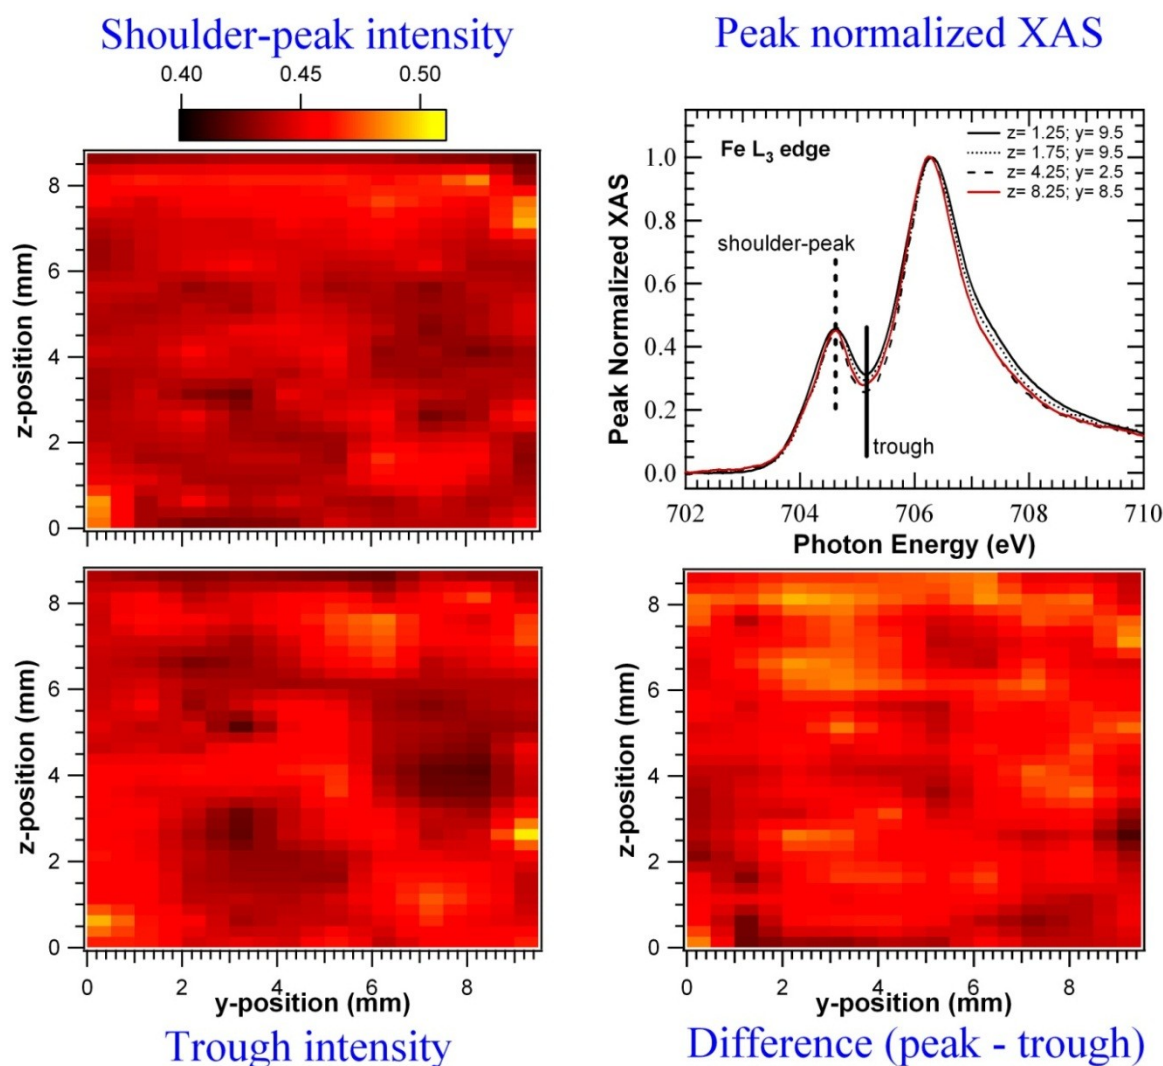 Shoulder-peak intensity
0.40 0.45 0.50
z-position (mm)
8
6
4
2
0
Peak normalized XAS
Fe L₃ edge
z= 1.25; y= 9.5
z= 1.75; y= 9.5
z= 4.25; y= 2.5
z= 8.25; y= 8.5
shoulder-peak
trough
Peak Normalized XAS
1.0
0.8
0.6
0.4
0.2
0.0
702 704 706 708 710
Photon Energy (eV)
z-position (mm)
8
6
4
2
0
0 2 4 6 8
y-position (mm)
Trough intensity
z-position (mm)
8
6
4
2
0
0 2 4 6 8
y-position (mm)
Difference (peak - trough)